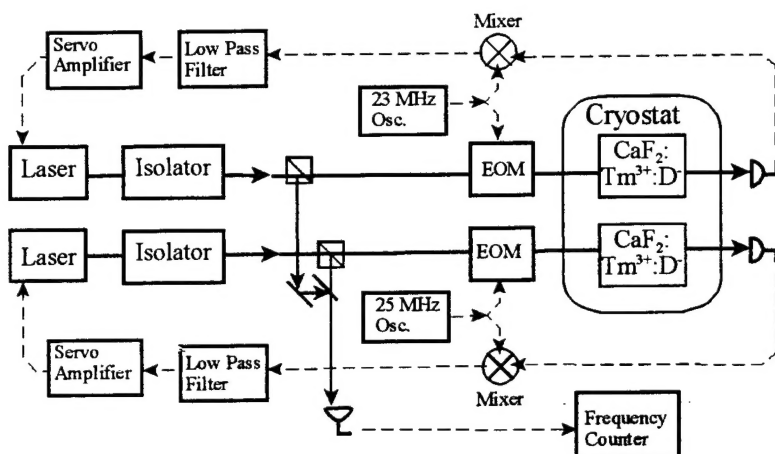 Mixer
Servo
Amplifier
Low Pass
Filter
23 MHz
Osc.
Cryostat
Laser
Isolator
EOM
CaF₂:
Tm³⁺:D⁻
Laser
Isolator
EOM
CaF₂:
Tm³⁺:D⁻
25 MHz
Osc.
Servo
Amplifier
Low Pass
Filter
Mixer
Frequency
Counter